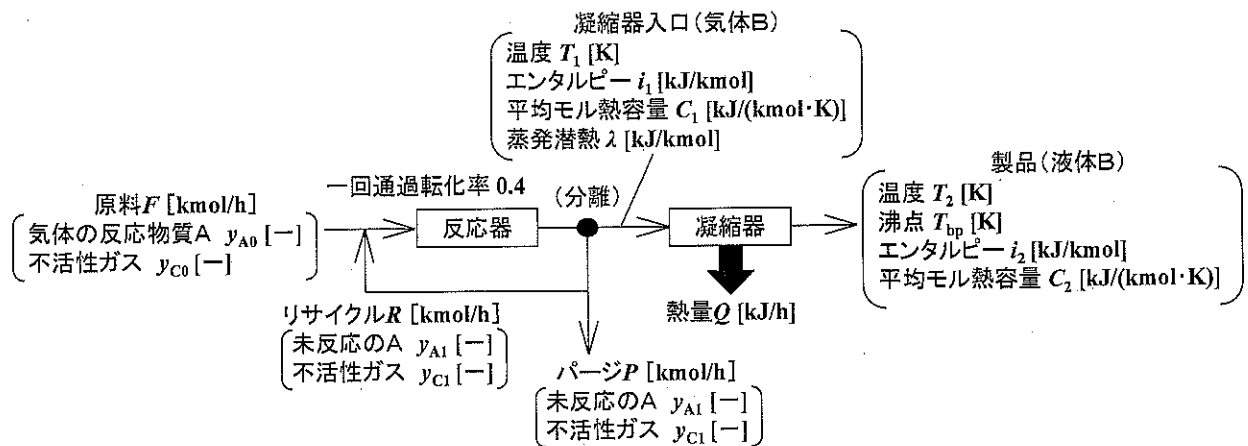 凝縮器入口(気体B)
温度 T₁ [K]
エンタルピー i₁ [kJ/kmol]
平均モル熱容量 C₁ [kJ/(kmol･K)]
蒸発潜熱 λ [kJ/kmol]
製品(液体B)
温度 T₂ [K]
沸点 T_bp [K]
エンタルピー i₂ [kJ/kmol]
平均モル熱容量 C₂ [kJ/(kmol･K)]
原料F [kmol/h]
気体の反応物質A y_A0 [－]
不活性ガス y_C0 [－]
一回通過転化率 0.4
反応器
(分離)
凝縮器
熱量Q [kJ/h]
リサイクルR [kmol/h]
未反応のA y_A1 [－]
不活性ガス y_C1 [－]
パージP [kmol/h]
未反応のA y_A1 [－]
不活性ガス y_C1 [－]